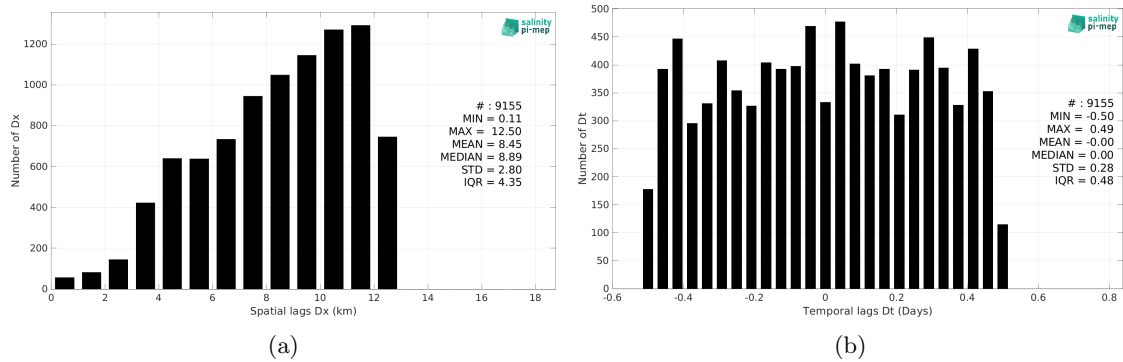 1200
1000
800
600
400
200
0
Number of Dx
salinity
pi-mep
# : 9155
MIN = 0.11
MAX = 12.50
MEAN = 8.45
MEDIAN = 8.89
STD = 2.80
IQR = 4.35
0 2 4 6 8 10 12 14 16 18
Spatial lags Dx (km)
(a)
500
450
400
350
300
250
200
150
100
50
0
Number of Dt
salinity
pi-mep
# : 9155
MIN = -0.50
MAX = 0.49
MEAN = -0.00
MEDIAN = 0.00
STD = 0.28
IQR = 0.48
-0.6 -0.4 -0.2 0 0.2 0.4 0.6 0.8
Temporal lags Dt (Days)
(b)